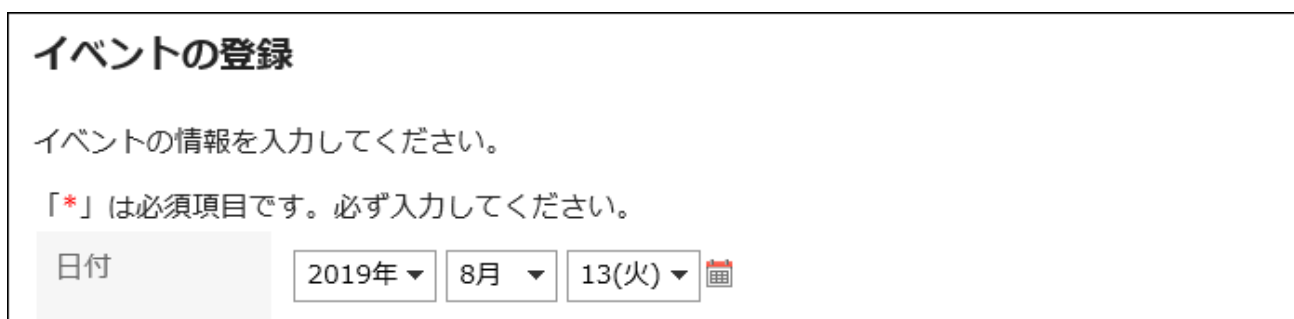 イベントの登録
イベントの情報を入力してください。
「*」は必須項目です。必ず入力してください。
日付 2019年 8月 13(火)